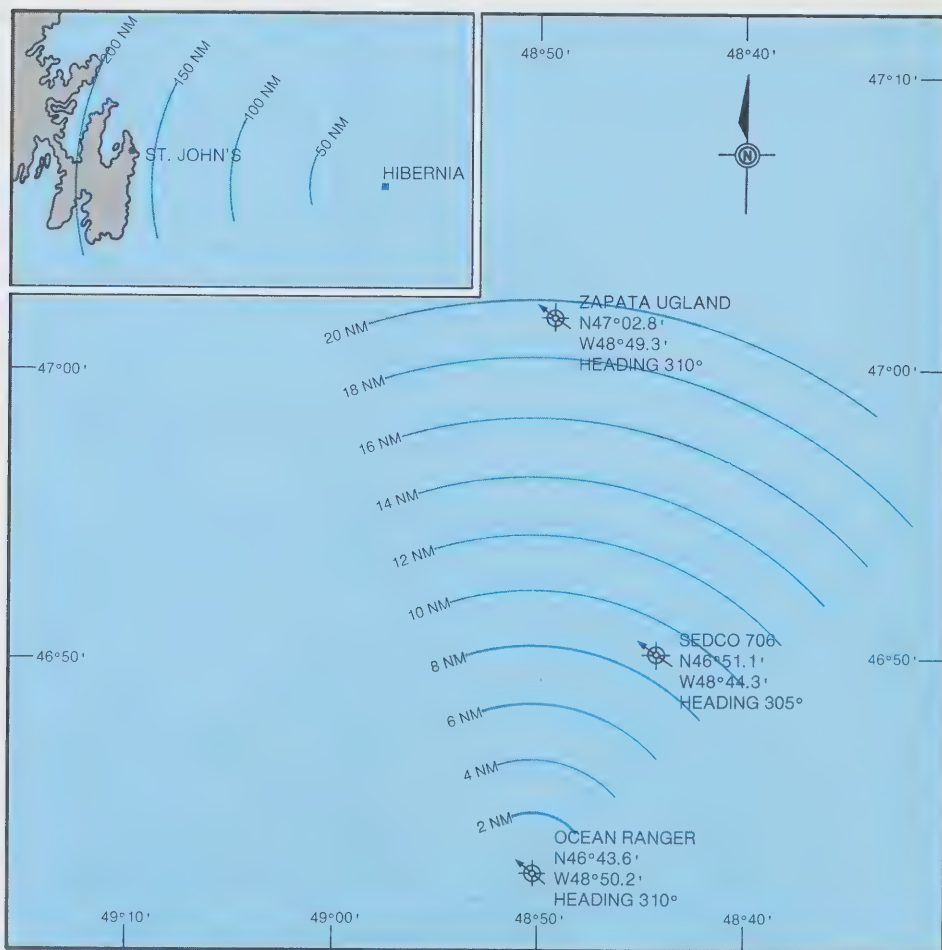 200 NM
150 NM
100 NM
50 NM
ST. JOHN'S
HIBERNIA
48°50'
48°40'
47°10'
N
ZAPATA UGLAND
N47°02.8'
W48°49.3'
HEADING 310°
20 NM
47°00'
47°00'
18 NM
16 NM
14 NM
12 NM
10 NM
SEDCO 706
N46°51.1'
W48°44.3'
HEADING 305°
46°50'
46°50'
8 NM
6 NM
4 NM
2 NM
OCEAN RANGER
N46°43.6'
W48°50.2'
HEADING 310°
49°10'
49°00'
48°50'
48°40'